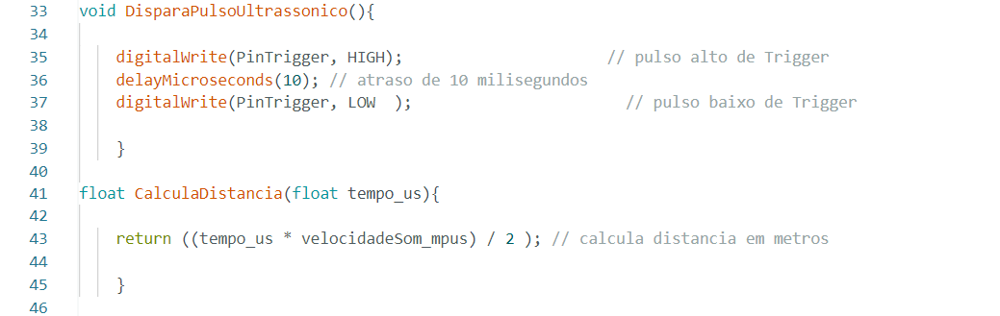 33 void DisparaPulsoUltrassonico(){
34
35 digitalWrite(PinTrigger, HIGH); // pulso alto de Trigger
36 delayMicroseconds(10); // atraso de 10 milisegundos
37 digitalWrite(PinTrigger, LOW  ); // pulso baixo de Trigger
38
39 }
40
41 float CalculaDistancia(float tempo_us){
42
43 return ((tempo_us * velocidadeSom_mpus) / 2 ); // calcula distancia em metros
44
45 }
46